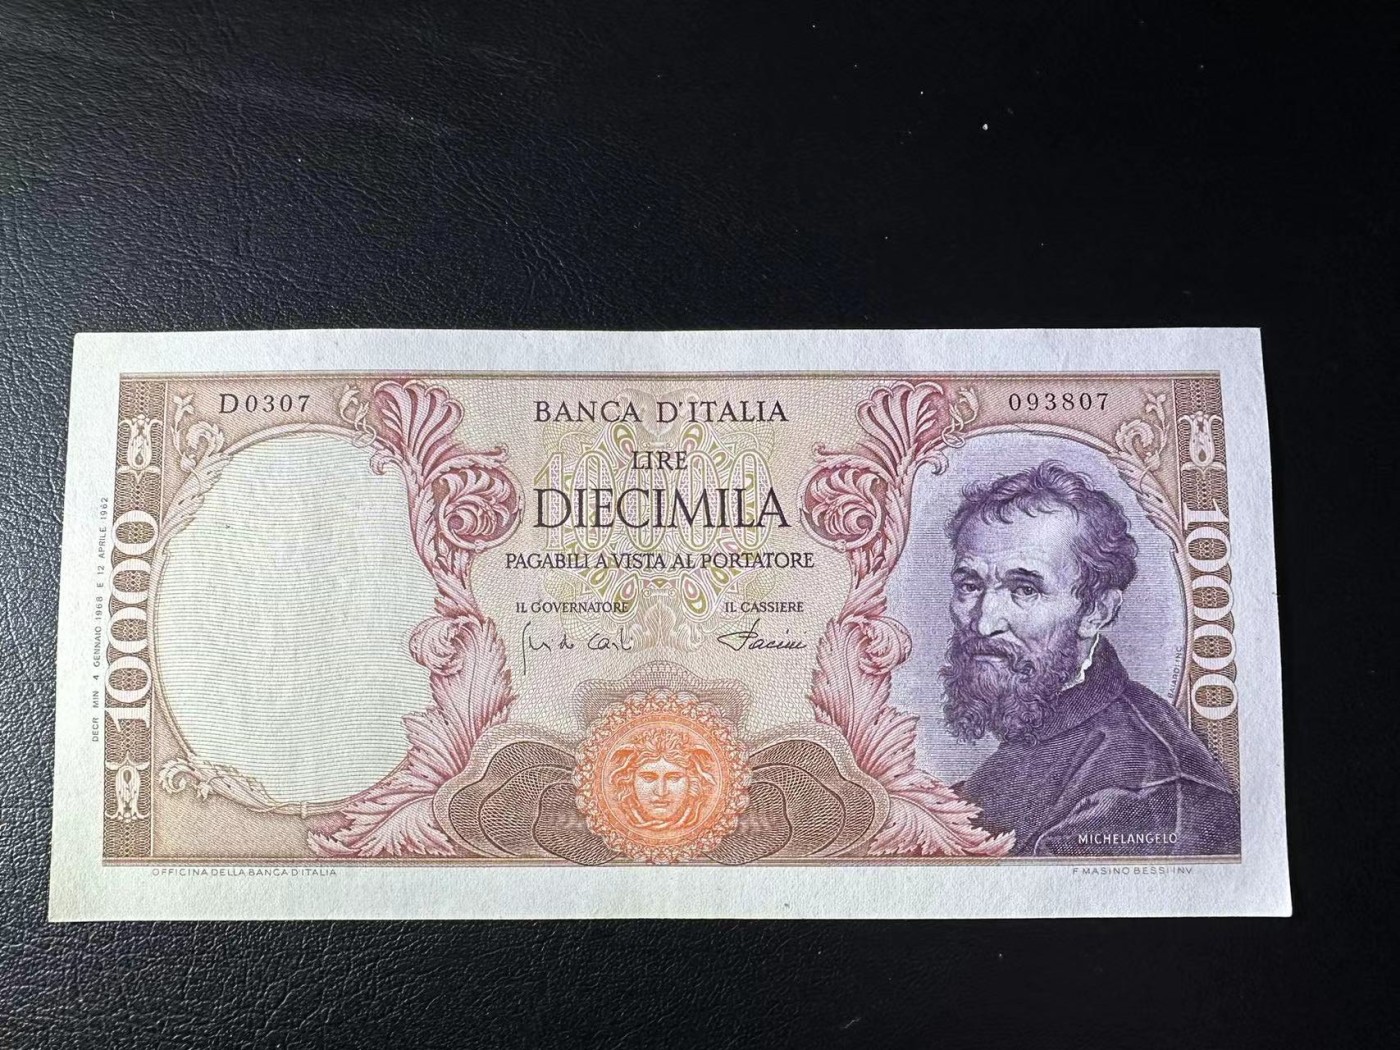 D0307
093807
BANCA D'ITALIA
LIRE
10000
DIECIMILA
PAGABILI A VISTA AL PORTATORE
IL GOVERNATORE IL CASSIERE
10000
10000
DECR. MIN. 4 GENNAIO 1968 E 12 APRILE 1962
MICHELANGELO
OFFICINA DELLA BANCA D'ITALIA
F. MASINO BESSI INV.